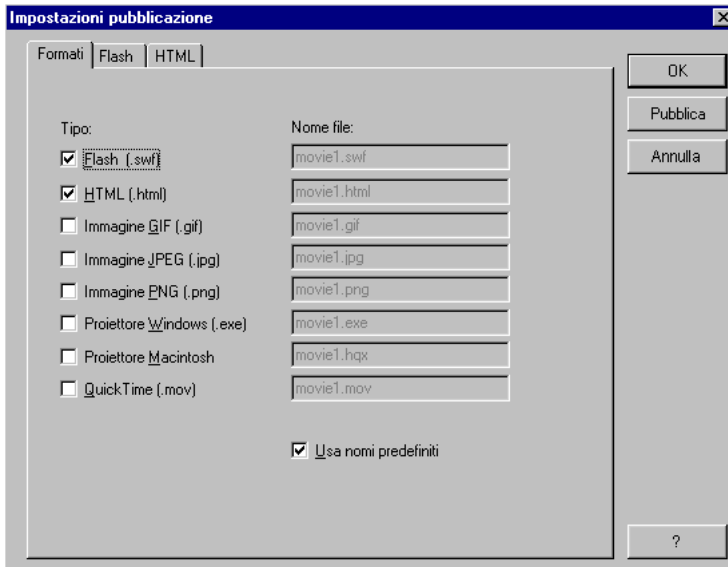 Impostazioni pubblicazione
Formati Flash HTML
OK
Pubblica
Annulla
Tipo: Nome file:
Flash (.swf) movie1.swf
HTML (.html) movie1.html
Immagine GIF (.gif) movie1.gif
Immagine JPEG (.jpg) movie1.jpg
Immagine PNG (.png) movie1.png
Proiettore Windows (.exe) movie1.exe
Proiettore Macintosh movie1.hqx
QuickTime (.mov) movie1.mov
Usa nomi predefiniti
?